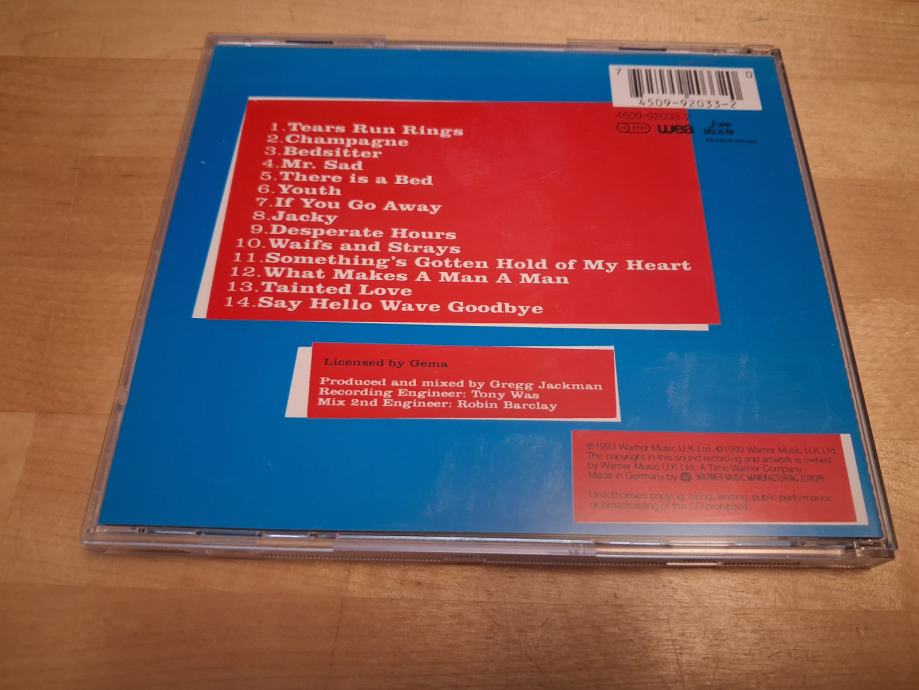 7 0
4509-92033-2
4509-92033-2
wea
1.Tears Run Rings
2.Champagne
3.Bedsitter
4.Mr. Sad
5.There is a Bed
6.Youth
7.If You Go Away
8.Jacky
9.Desperate Hours
10.Waifs and Strays
11.Something's Gotten Hold of My Heart
12.What Makes A Man A Man
13.Tainted Love
14.Say Hello Wave Goodbye
Licensed by Gema
Produced and mixed by Gregg Jackman
Recording Engineer: Tony Was
Mix 2nd Engineer: Robin Barclay
℗1993 Warner Music U.K.Ltd. ©1993 Warner Music U.K.Ltd.
The copyright in this sound recording and artwork is owned
by Warner Music U.K.Ltd. A Time Warner Company
Made in Germany by WARNER MUSIC MANUFACTURING EUROPE
Unauthorised copying, hiring, lending, public performance
or broadcasting of this CD prohibited.